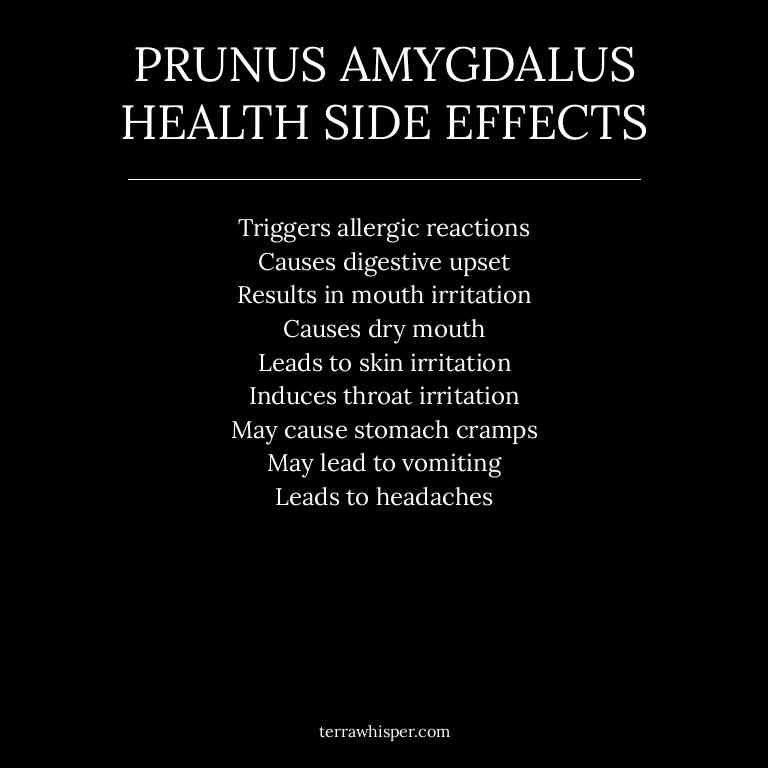 PRUNUS AMYGDALUS
HEALTH SIDE EFFECTS
Triggers allergic reactions
Causes digestive upset
Results in mouth irritation
Causes dry mouth
Leads to skin irritation
Induces throat irritation
May cause stomach cramps
May lead to vomiting
Leads to headaches
terrawhisper.com